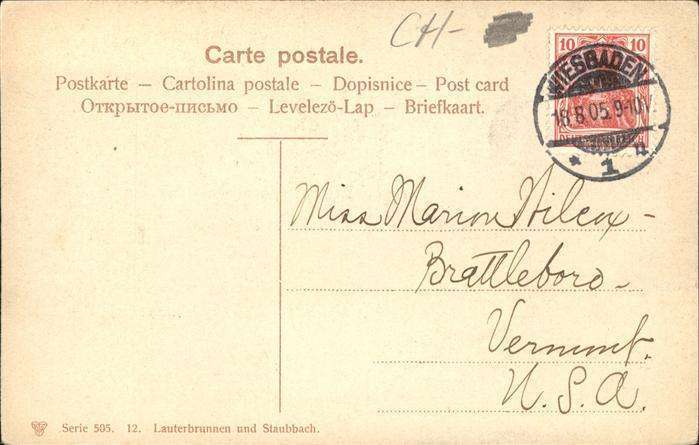 CH-
Carte postale.
Postkarte – Cartolina postale – Dopisnice – Post card
Открытое-письмо – Levelezö-Lap – Briefkaart.
10 10
WIESBADEN
18.8.05. 9-10V
* 1 n
Miss Marion Wilcox -
Brattleboro -
Vermont.
U.S.A.
Serie 505. 12. Lauterbrunnen und Staubbach.